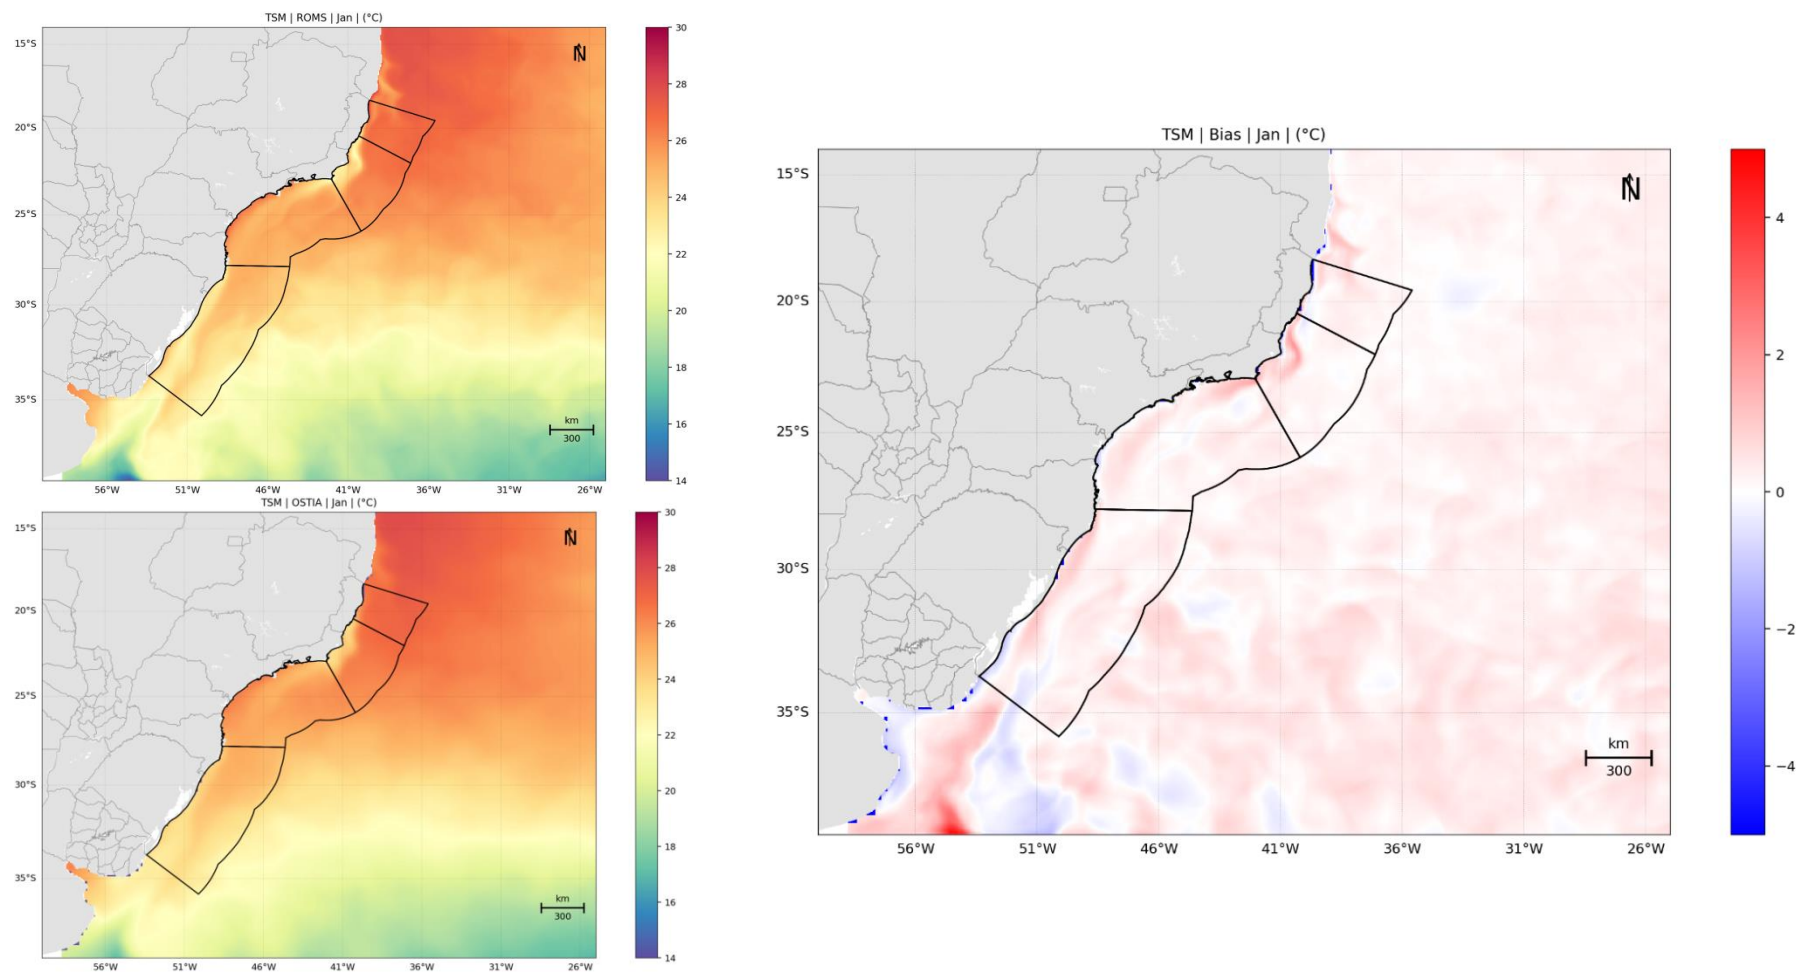 TSM | ROMS | Jan | (°C)
15°S
20°S
25°S
30°S
35°S
56°W
51°W
46°W
41°W
36°W
31°W
26°W
N
km
300
30
28
26
24
22
20
18
16
14
TSM | OSTIA | Jan | (°C)
15°S
20°S
25°S
30°S
35°S
56°W
51°W
46°W
41°W
36°W
31°W
26°W
N
km
300
30
28
26
24
22
20
18
16
14
TSM | Bias | Jan | (°C)
15°S
20°S
25°S
30°S
35°S
56°W
51°W
46°W
41°W
36°W
31°W
26°W
N
km
300
4
2
0
−2
−4